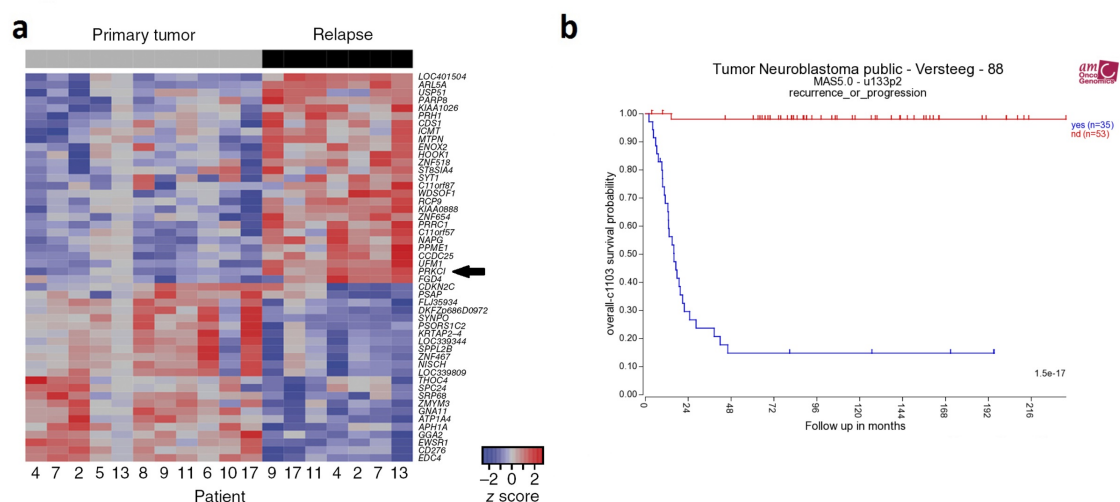 a
Primary tumor Relapse
LOC401504
ARL5A
USP51
PARP8
KIAA1026
PRH1
CDS1
ICMT
MTPN
ENOX2
HOOK1
ZNF518
ST8SIA4
SYT1
C11orf87
WDSOF1
RCP9
KIAA0888
ZNF654
PRRC1
C11orf57
NAPG
PPME1
CCDC25
UFM1
PRKCI
FGD4
CDKN2C
PSAP
FLJ35934
DKFZp686D0972
SYNPO
PSORS1C2
KRTAP2–4
LOC339344
SPPL2B
ZNF467
NISCH
LOC339809
THOC4
SPC24
SRP68
ZMYM3
GNA11
ATP1A4
APH1A
GGA2
EWSR1
CD276
EDC4
4 7 2 5 13 8 9 11 6 10 17 9 17 11 4 2 7 13
Patient
−2 0 2
z score
b
Tumor Neuroblastoma public - Versteeg - 88
MAS5.0 - u133p2
recurrence_or_progression
amc
Onco
Genomics
yes (n=35)
nd (n=53)
overall-c1103 survival probability
1.00
0.90
0.80
0.70
0.60
0.50
0.40
0.30
0.20
0.10
0.00
1.5e-17
0 24 48 72 96 120 144 168 192 216
Follow up in months